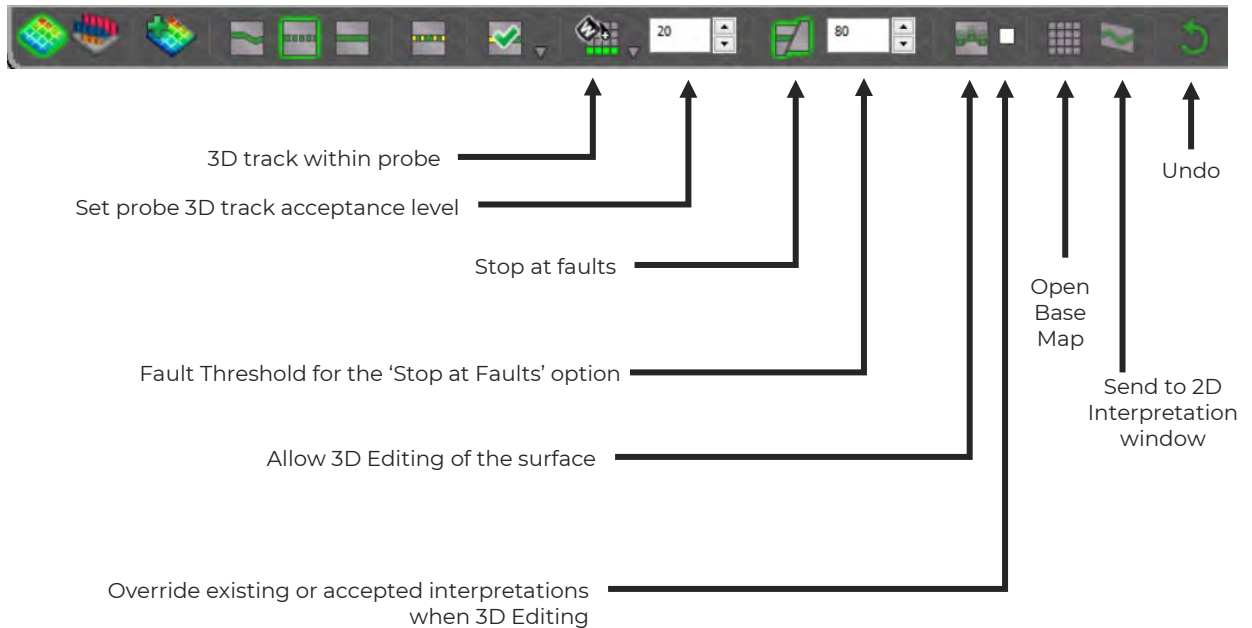 20
80
3D track within probe
Undo
Set probe 3D track acceptance level
Stop at faults
Open
Base
Map
Fault Threshold for the ‘Stop at Faults’ option
Send to 2D
Interpretation
window
Allow 3D Editing of the surface
Override existing or accepted interpretations
when 3D Editing